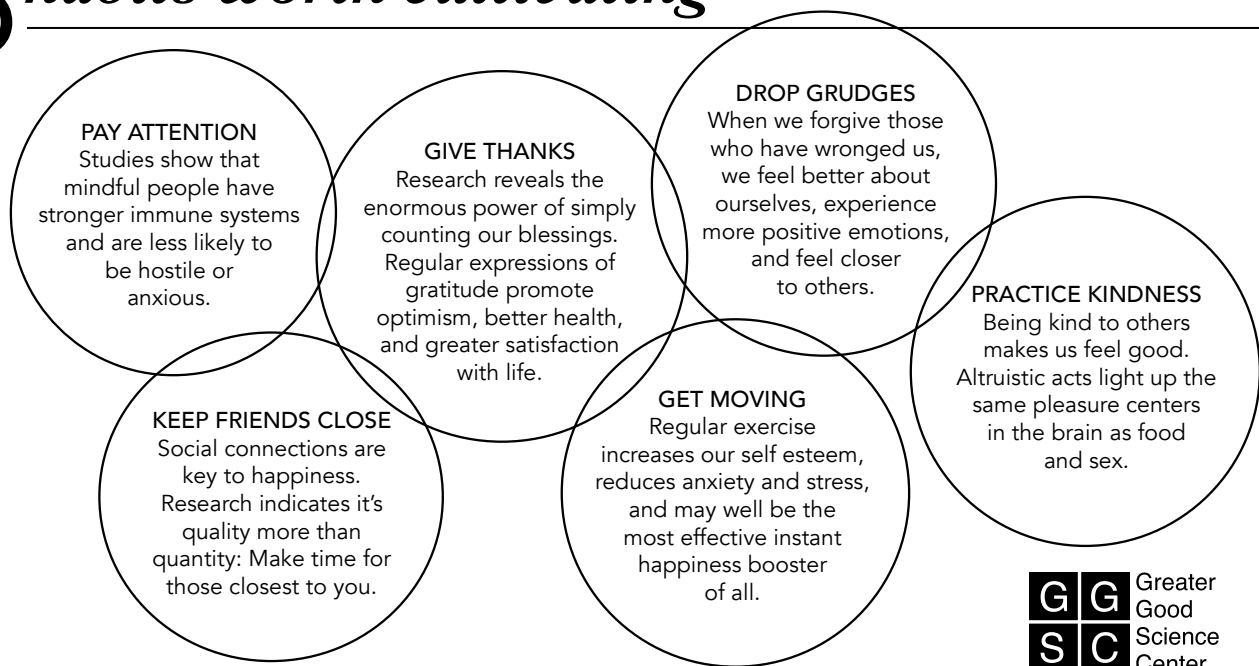 habits worth cultivating
PAY ATTENTION
Studies show that
mindful people have
stronger immune systems
and are less likely to
be hostile or
anxious.
GIVE THANKS
Research reveals the
enormous power of simply
counting our blessings.
Regular expressions of
gratitude promote
optimism, better health,
and greater satisfaction
with life.
DROP GRUDGES
When we forgive those
who have wronged us,
we feel better about
ourselves, experience
more positive emotions,
and feel closer
to others.
PRACTICE KINDNESS
Being kind to others
makes us feel good.
Altruistic acts light up the
same pleasure centers
in the brain as food
and sex.
KEEP FRIENDS CLOSE
Social connections are
key to happiness.
Research indicates it's
quality more than
quantity: Make time for
those closest to you.
GET MOVING
Regular exercise
increases our self esteem,
reduces anxiety and stress,
and may well be the
most effective instant
happiness booster
of all.
G G
S C
Greater
Good
Science
Center